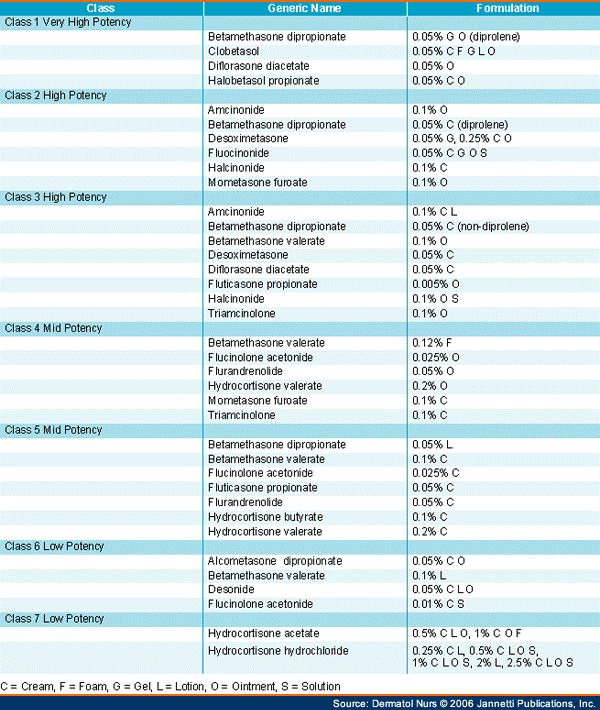 Class Generic Name Formulation
Class 1 Very High Potency
Betamethasone dipropionate 0.05% G O (diprolene)
Clobetasol 0.05% C F G L O
Diflorasone diacetate 0.05% O
Halobetasol propionate 0.05% C O
Class 2 High Potency
Amcinonide 0.1% O
Betamethasone dipropionate 0.05% C (diprolene)
Desoximetasone 0.05% G, 0.25% C O
Fluocinonide 0.05% C G O S
Halcinonide 0.1% C
Mometasone furoate 0.1% O
Class 3 High Potency
Amcinonide 0.1% C L
Betamethasone dipropionate 0.05% C (non-diprolene)
Betamethasone valerate 0.1% O
Desoximetasone 0.05% C
Diflorasone diacetate 0.05% C
Fluticasone propionate 0.005% O
Halcinonide 0.1% O S
Triamcinolone 0.1% O
Class 4 Mid Potency
Betamethasone valerate 0.12% F
Flucinolone acetonide 0.025% O
Flurandrenolide 0.05% O
Hydrocortisone valerate 0.2% O
Mometasone furoate 0.1% C
Triamcinolone 0.1% C
Class 5 Mid Potency
Betamethasone dipropionate 0.05% L
Betamethasone valerate 0.1% C
Flucinolone acetonide 0.025% C
Fluticasone propionate 0.05% C
Flurandrenolide 0.05% C
Hydrocortisone butyrate 0.1% C
Hydrocortisone valerate 0.2% C
Class 6 Low Potency
Alcometasone dipropionate 0.05% C O
Betamethasone valerate 0.1% L
Desonide 0.05% C L O
Flucinolone acetonide 0.01% C S
Class 7 Low Potency
Hydrocortisone acetate 0.5% C L O, 1% C O F
Hydrocortisone hydrochloride 0.25% C L, 0.5% C L O S,
1% C L O S, 2% L, 2.5% C L O S
C = Cream, F = Foam, G = Gel, L = Lotion, O = Ointment, S = Solution
Source: Dermatol Nurs © 2006 Jannetti Publications, Inc.